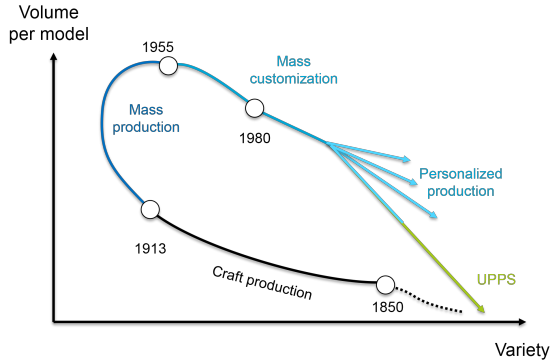 Volume
per model
1955
Mass
customization
Mass
production
1980
Personalized
production
1913
Craft production
UPPS
1850
Variety